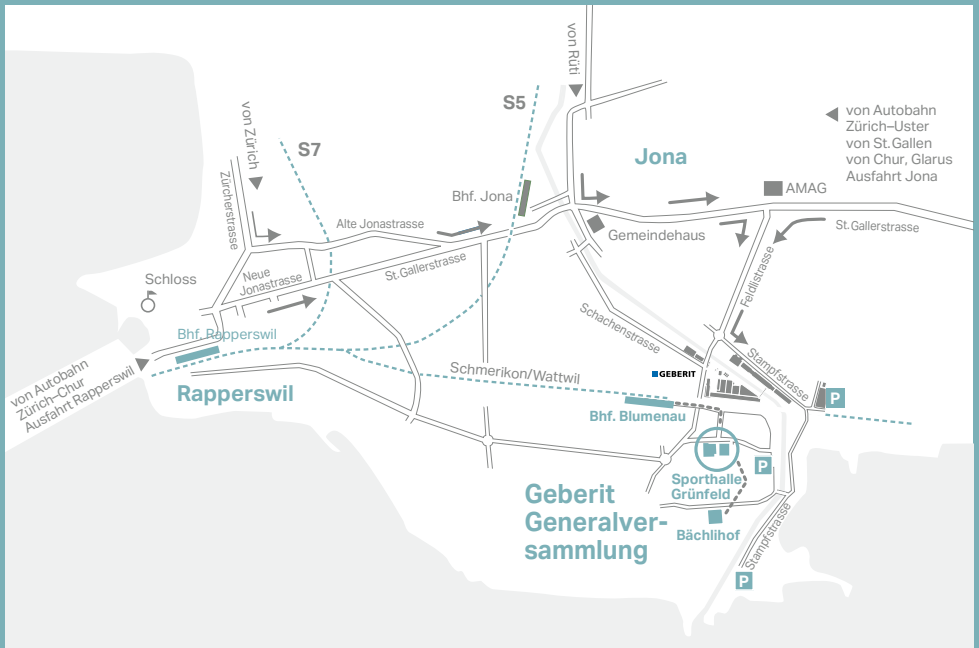 von Rüti
S5
von Zürich
S7
von Autobahn
Zürich–Uster
von St.Gallen
von Chur, Glarus
Ausfahrt Jona
Jona
AMAG
Bhf. Jona
Zürcherstrasse
Alte Jonastrasse
St.Gallerstrasse
Gemeindehaus
Schloss
Neue
Jonastrasse
St.Gallerstrasse
Feldlistrasse
Schachenstrasse
Bhf. Rapperswil
von Autobahn
Zürich–Chur
Ausfahrt Rapperswil
Rapperswil
Schmerikon/Wattwil
GEBERIT
Stampfstrasse
P
Bhf. Blumenau
P
Sporthalle
Grünfeld
Geberit
Generalver-
sammlung
Bächlihof
Stampfstrasse
P